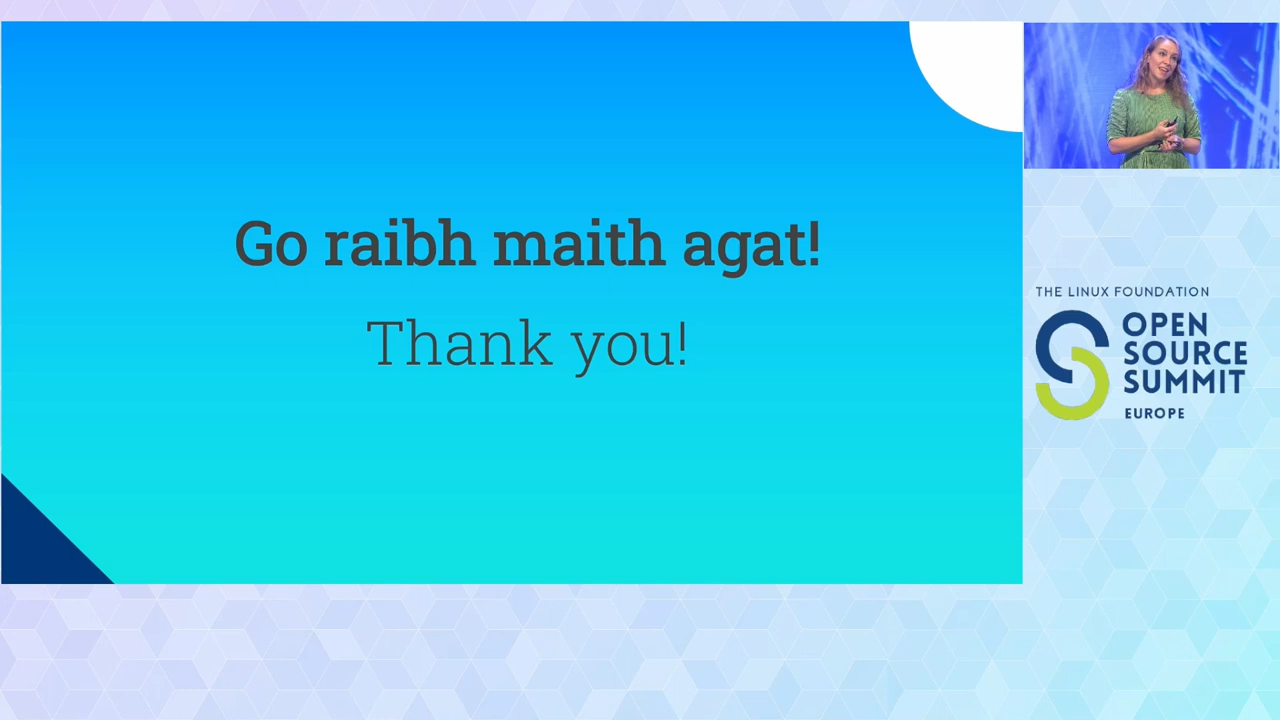 Go raibh maith agat!
Thank you!
THE LINUX FOUNDATION
OPEN
SOURCE
SUMMIT
EUROPE